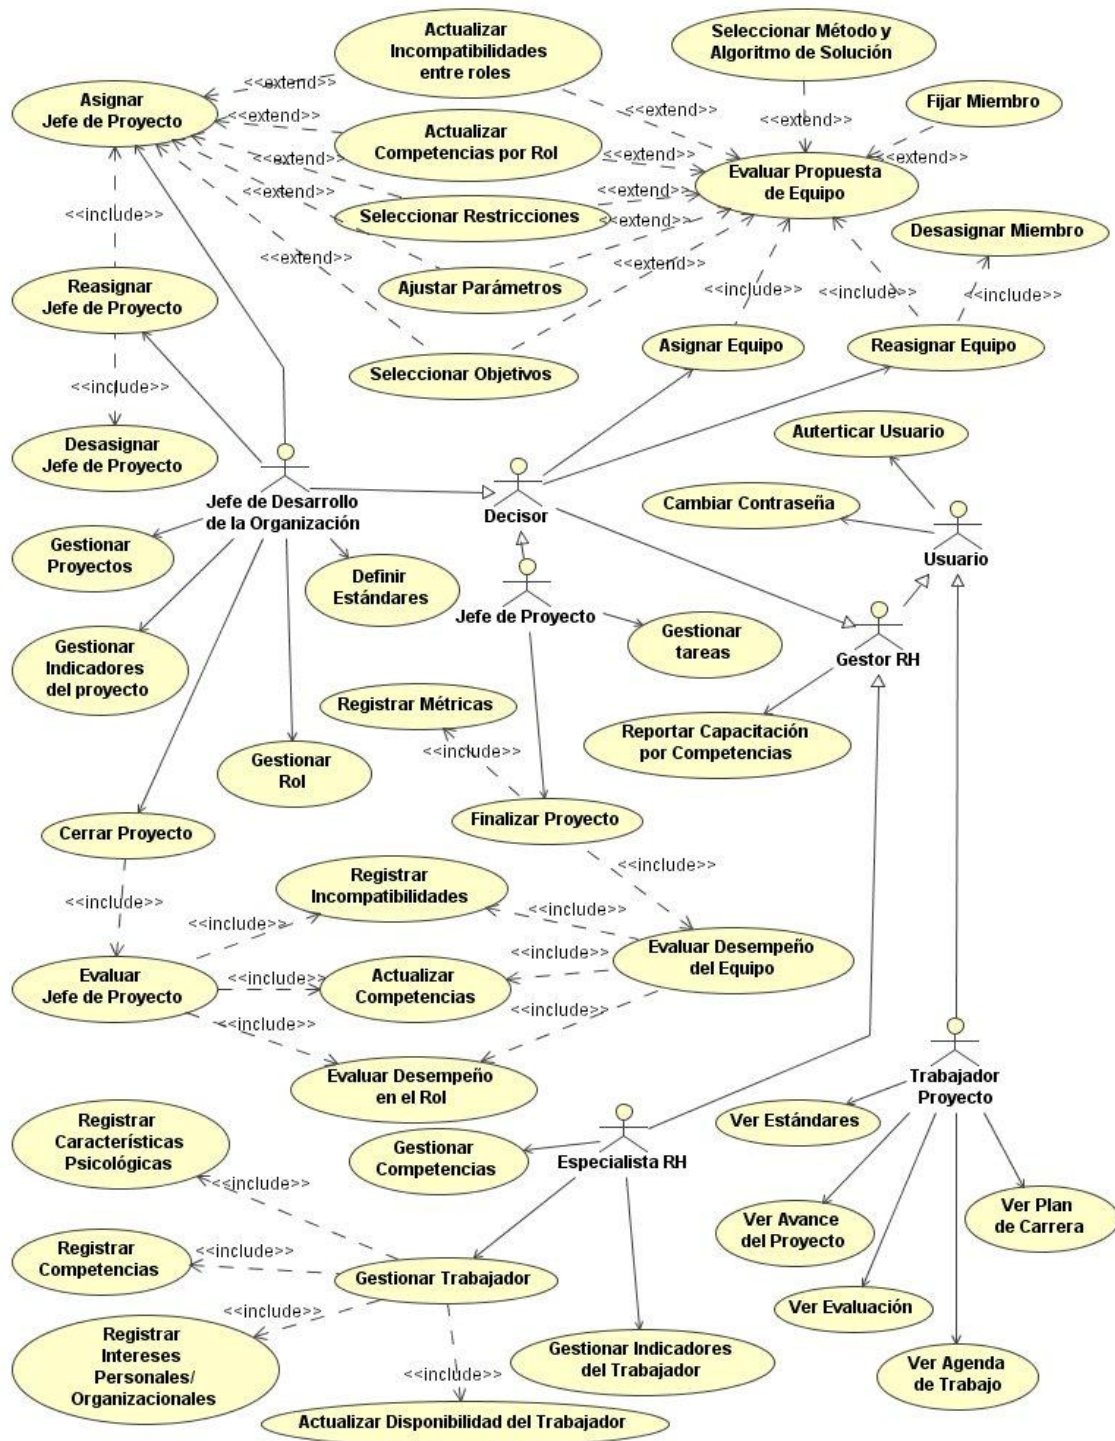 Actualizar
Incompatibilidades
entre roles
Seleccionar Método y
Algoritmo de Solución
Asignar
Jefe de Proyecto
<<extend>>
<<extend>>
Fijar Miembro
<<extend>>
Actualizar
Competencias por Rol
<<extend>>
<<extend>>
<<extend>>
Evaluar Propuesta
de Equipo
<<extend>>
<<extend>>
<<extend>>
<<include>>
Seleccionar Restricciones
<<extend>>
Desasignar Miembro
<<extend>>
<<extend>>
Reasignar
Jefe de Proyecto
Ajustar Parámetros
<<include>>
<<include>>
<<include>>
Asignar Equipo
Reasignar Equipo
Seleccionar Objetivos
<<include>>
Desasignar
Jefe de Proyecto
Auterticar Usuario
Jefe de Desarrollo
de la Organización
Decisor
Cambiar Contraseña
Usuario
Gestionar
Proyectos
Definir
Estándares
Jefe de Proyecto
Gestionar
tareas
Gestor RH
Gestionar
Indicadores
del proyecto
Registrar Métricas
Reportar Capacitación
por Competencias
<<include>>
Gestionar
Rol
Cerrar Proyecto
Finalizar Proyecto
<<include>>
<<include>>
Registrar
Incompatibilidades
<<include>>
<<include>>
Evaluar Desempeño
del Equipo
<<include>>
Evaluar
Jefe de Proyecto
<<include>>
Actualizar
Competencias
<<include>>
<<include>>
Evaluar Desempeño
en el Rol
Trabajador
Proyecto
Ver Estándares
Registrar
Características
Psicológicas
Gestionar
Competencias
Especialista RH
<<include>>
Ver Avance
del Proyecto
Ver Plan
de Carrera
Registrar
Competencias
<<include>>
Gestionar Trabajador
<<include>>
Ver Evaluación
Registrar
Intereses
Personales/
Organizacionales
<<include>>
Gestionar Indicadores
del Trabajador
Ver Agenda
de Trabajo
Actualizar Disponibilidad del Trabajador